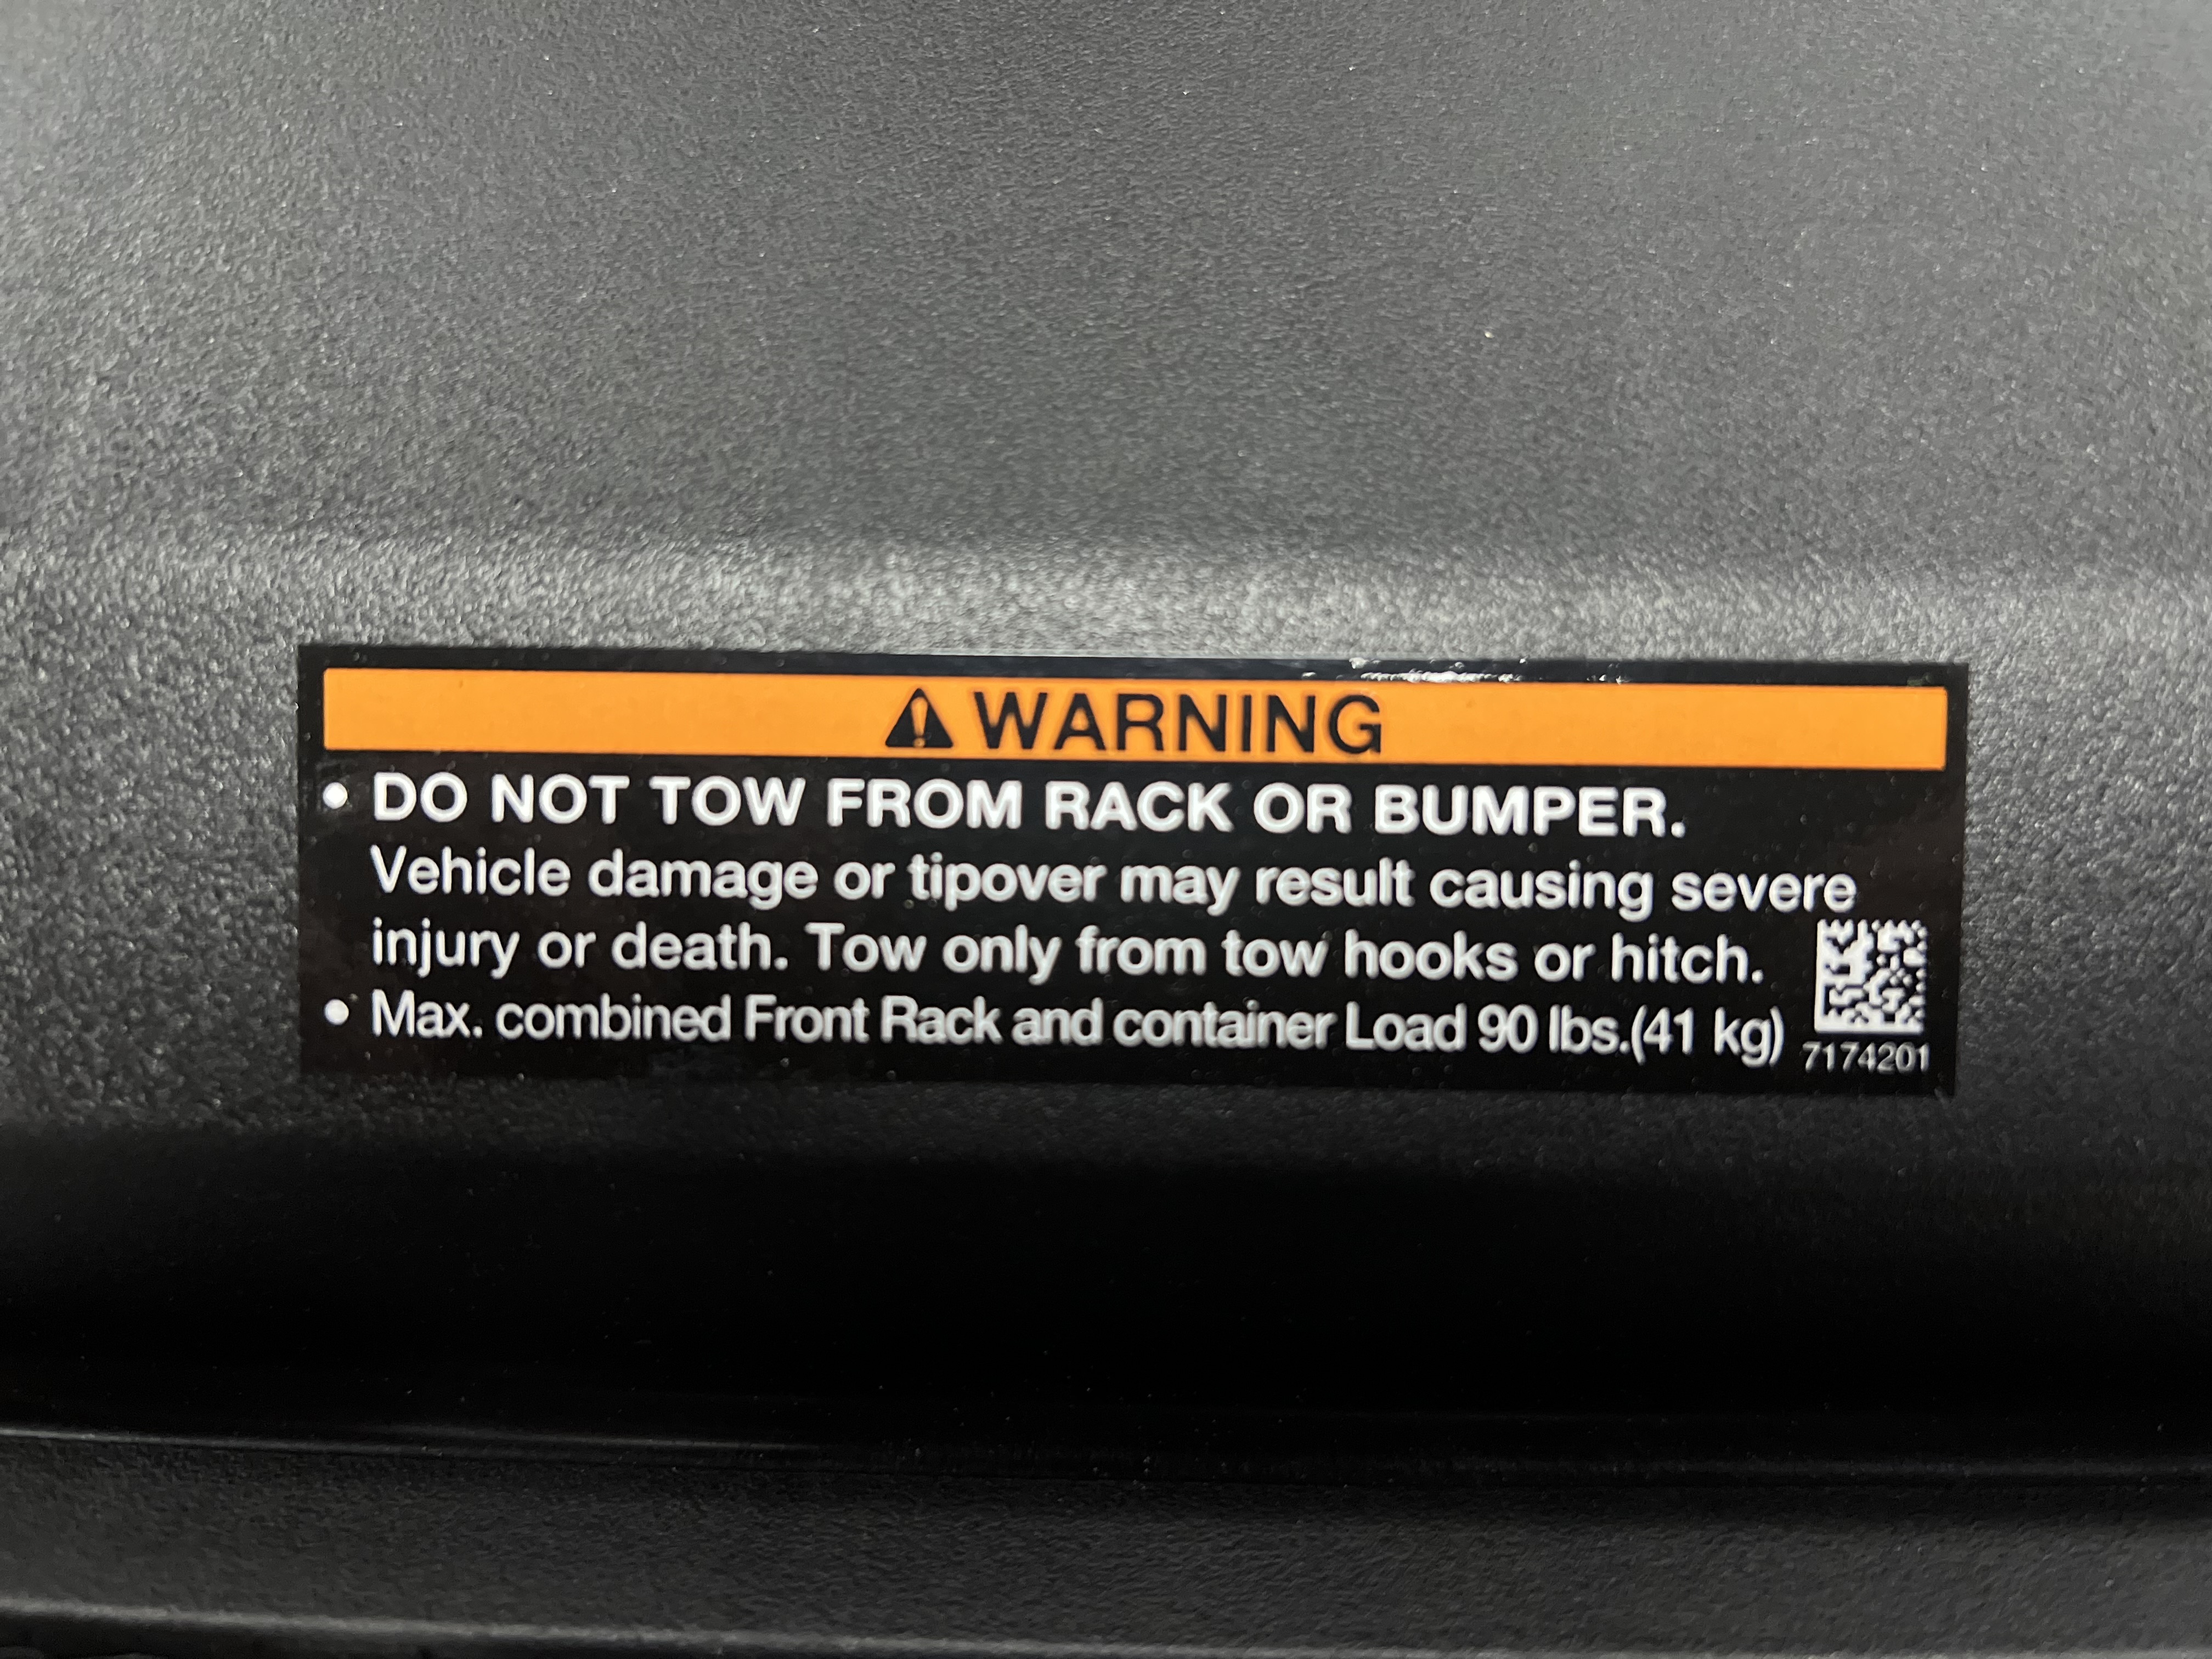 WARNING
• DO NOT TOW FROM RACK OR BUMPER.
Vehicle damage or tipover may result causing severe
injury or death. Tow only from tow hooks or hitch.
• Max. combined Front Rack and container Load 90 lbs.(41 kg)
7174201